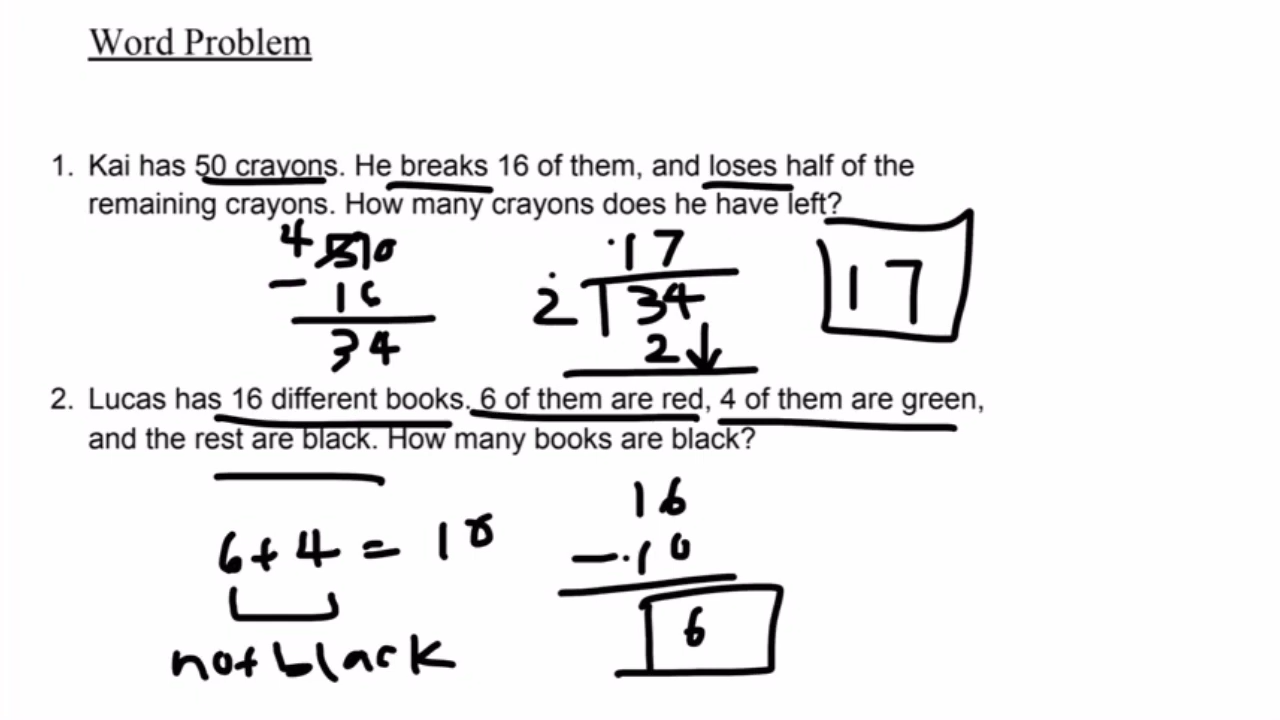 Word Problem
1. Kai has 50 crayons. He breaks 16 of them, and loses half of the
remaining crayons. How many crayons does he have left?
4 5 10
- 16
34
17
2 34
2
17
2. Lucas has 16 different books. 6 of them are red, 4 of them are green,
and the rest are black. How many books are black?
6 + 4 = 10
not black
16
- 10
6